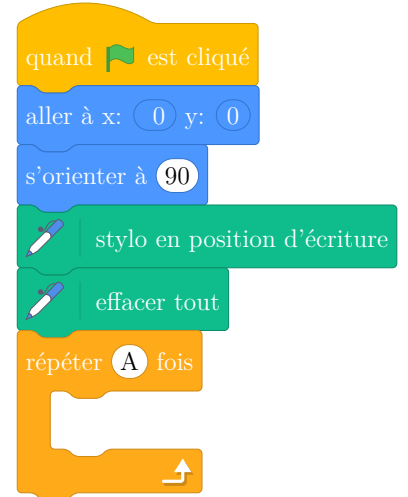 quand est cliqué
aller à x: 0 y: 0
s'orienter à 90
stylo en position d'écriture
effacer tout
répéter A fois